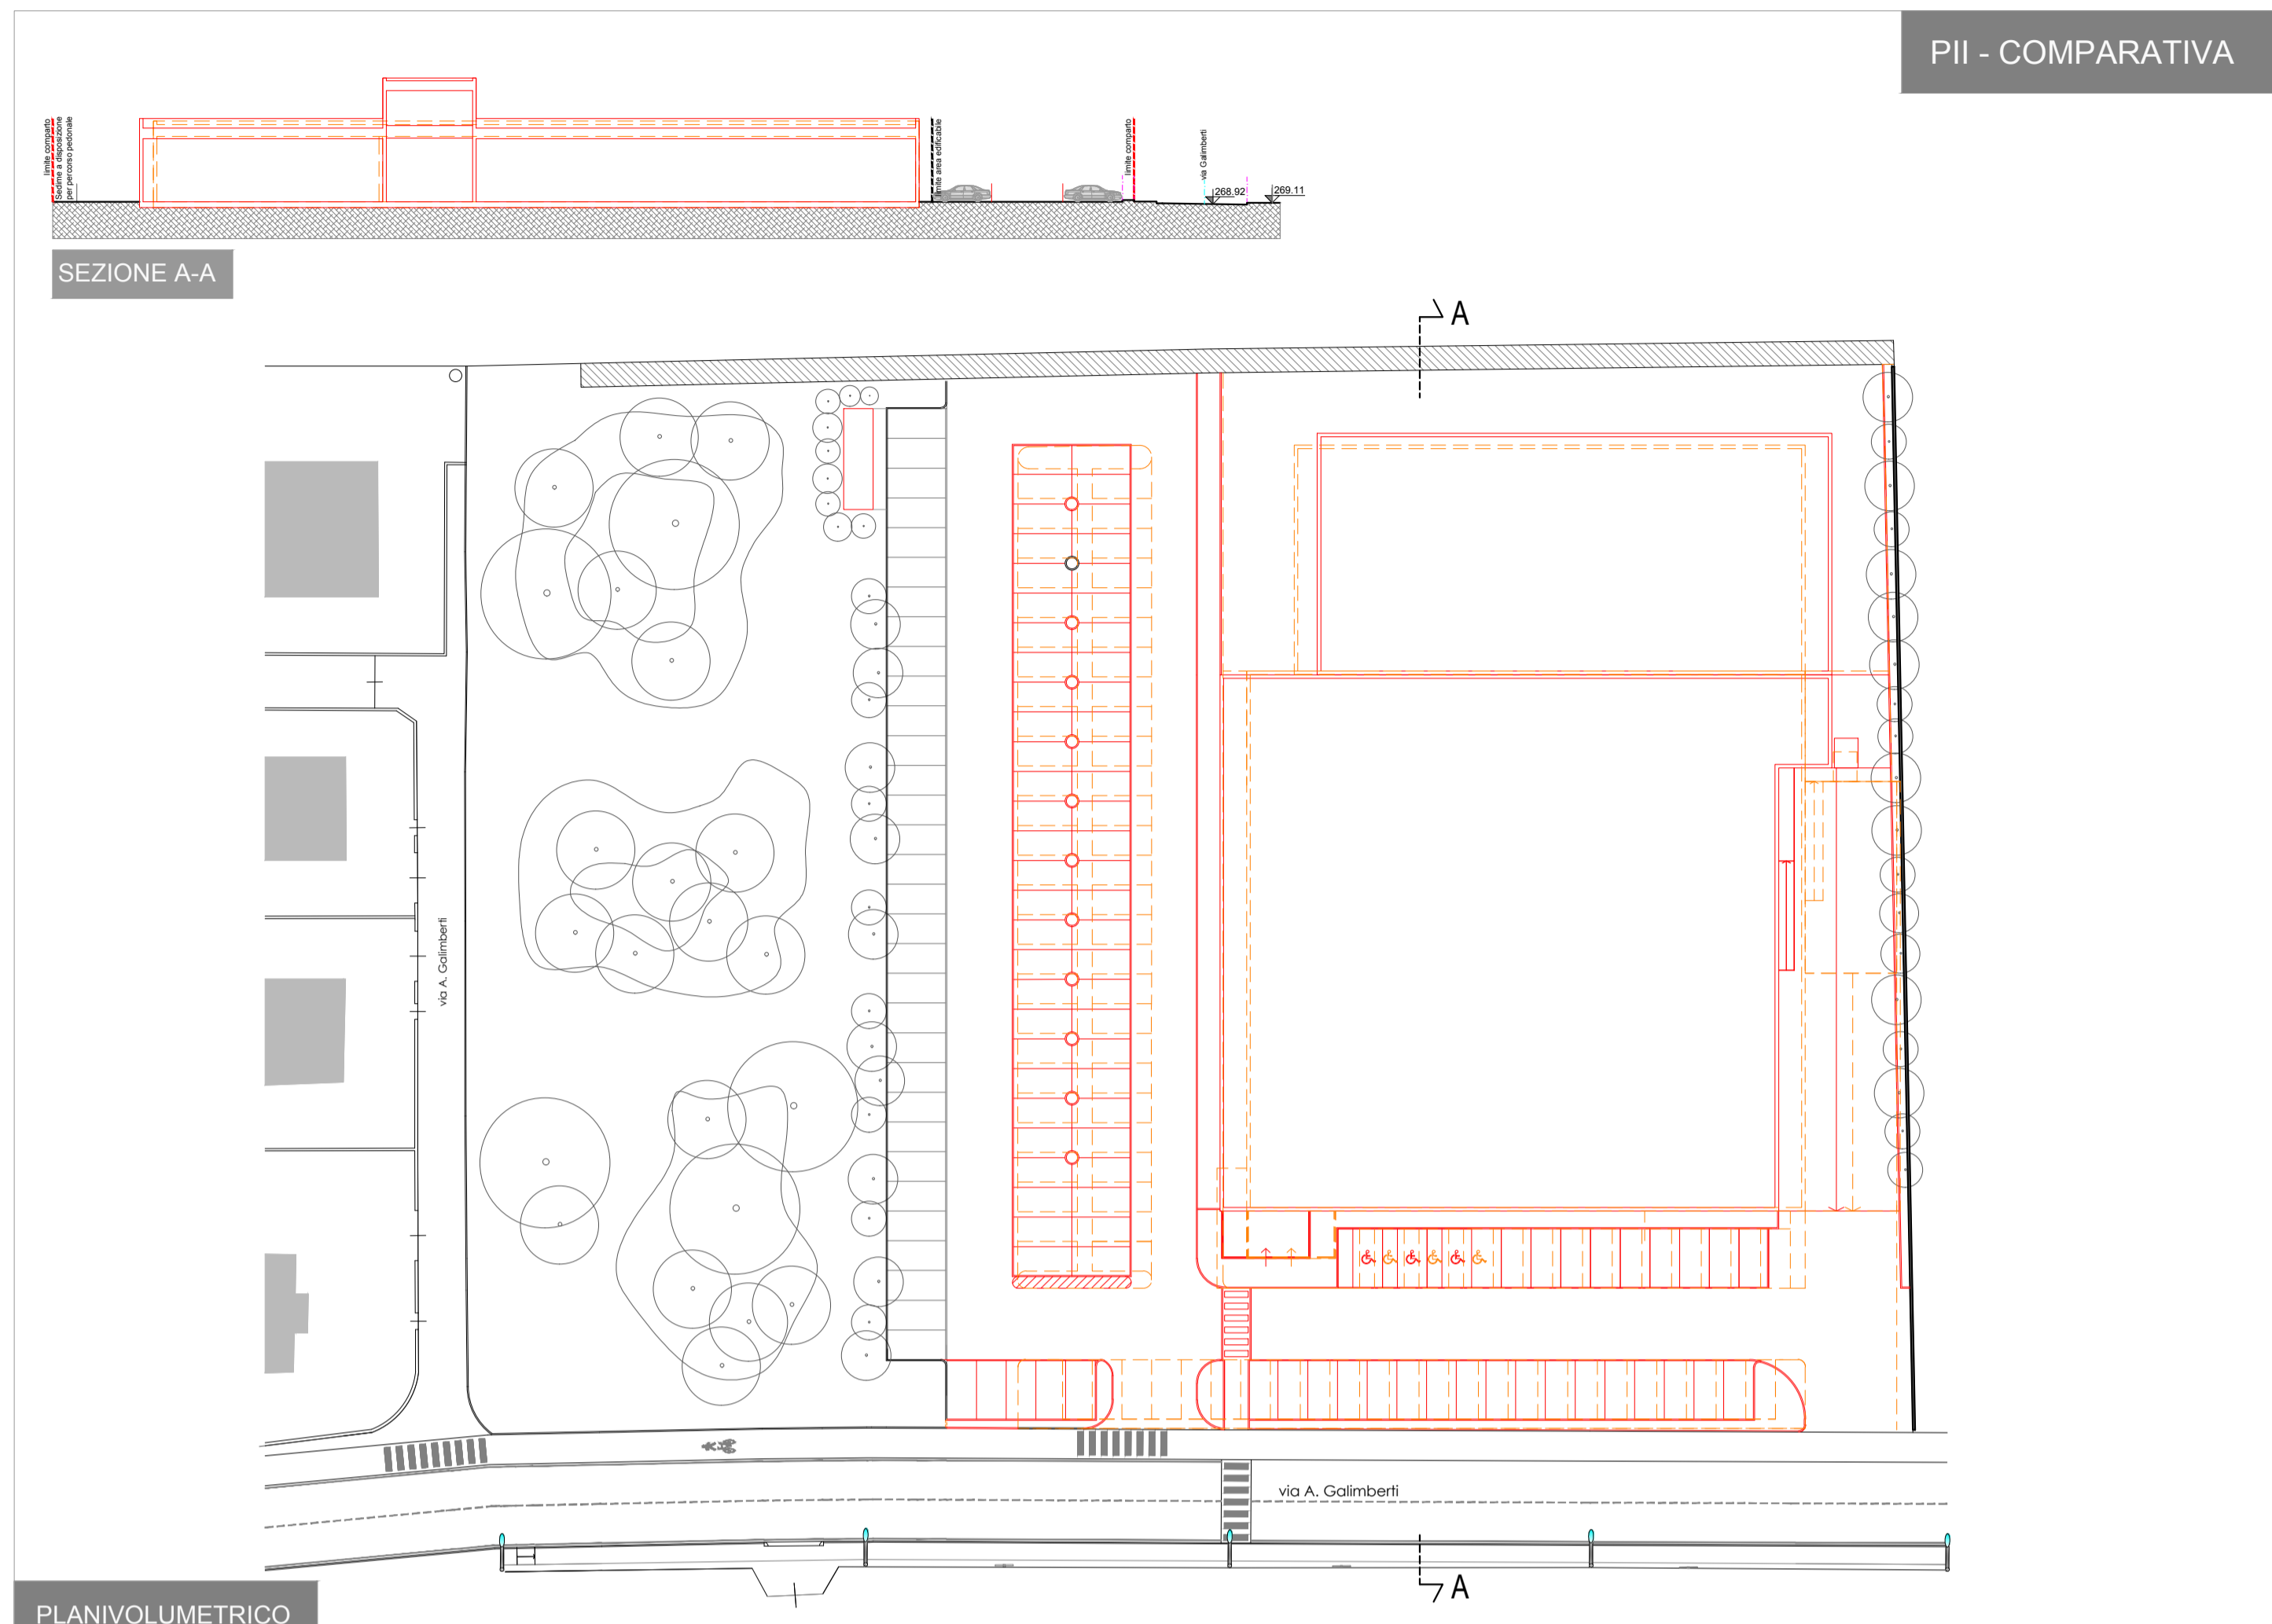 PII - COMPARATIVA
limite comparto
Sedime a disposizione
per percorso pedonale
limite area edificabile
limite comparto
via Galimberti
268.92
269.11
SEZIONE A-A
A
via A. Galimberti
via A. Galimberti
A
PLANIVOLUMETRICO